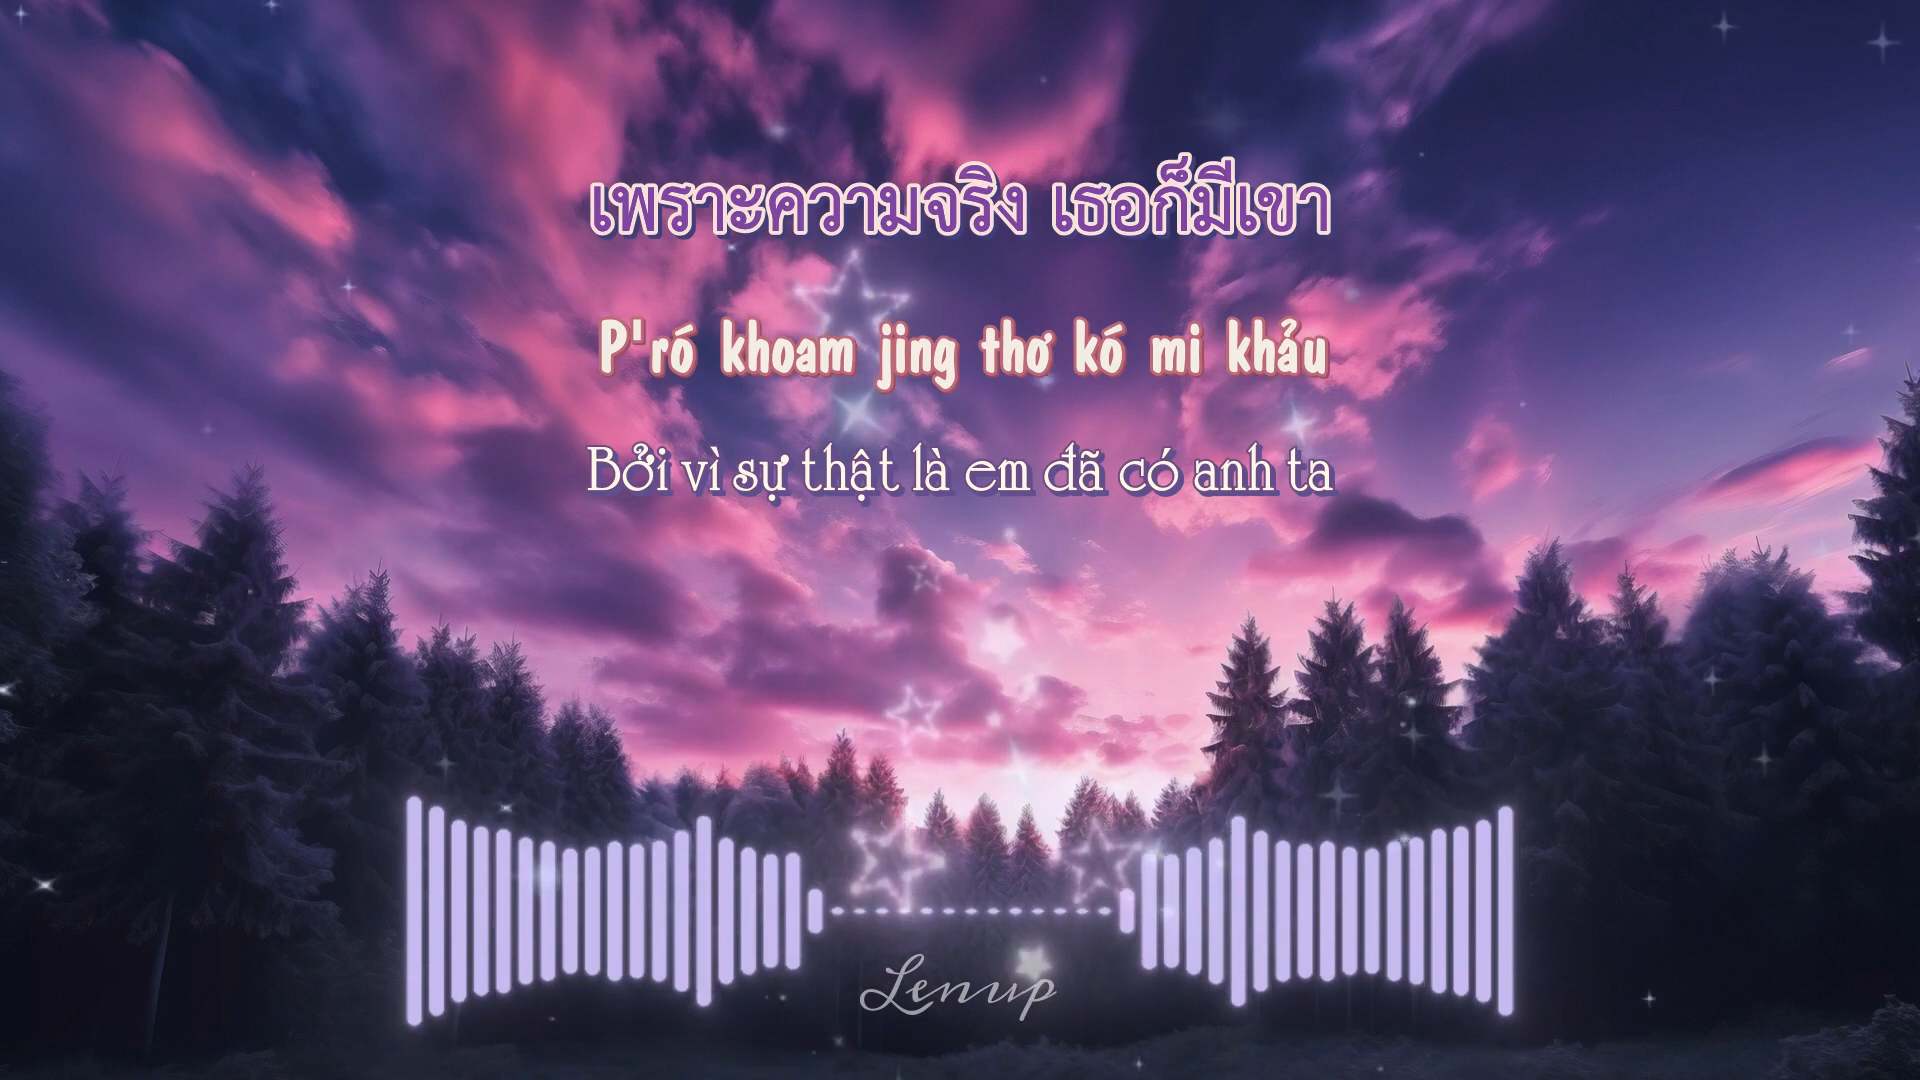 เพราะความจริง เธอก็มีเขา
P'ró khoam jing thơ kó mi khảu
Bởi vì sự thật là em đã có anh ta
Lenup